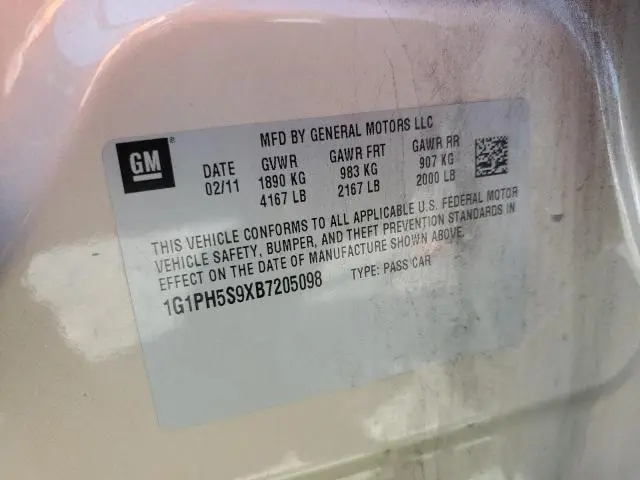 GM ®
MFD BY GENERAL MOTORS LLC
DATE GVWR GAWR FRT GAWR RR
02/11 1890 KG 983 KG 907 KG
4167 LB 2167 LB 2000 LB
THIS VEHICLE CONFORMS TO ALL APPLICABLE U.S. FEDERAL MOTOR
VEHICLE SAFETY, BUMPER, AND THEFT PREVENTION STANDARDS IN
EFFECT ON THE DATE OF MANUFACTURE SHOWN ABOVE.
1G1PH5S9XB7205098 TYPE: PASS CAR